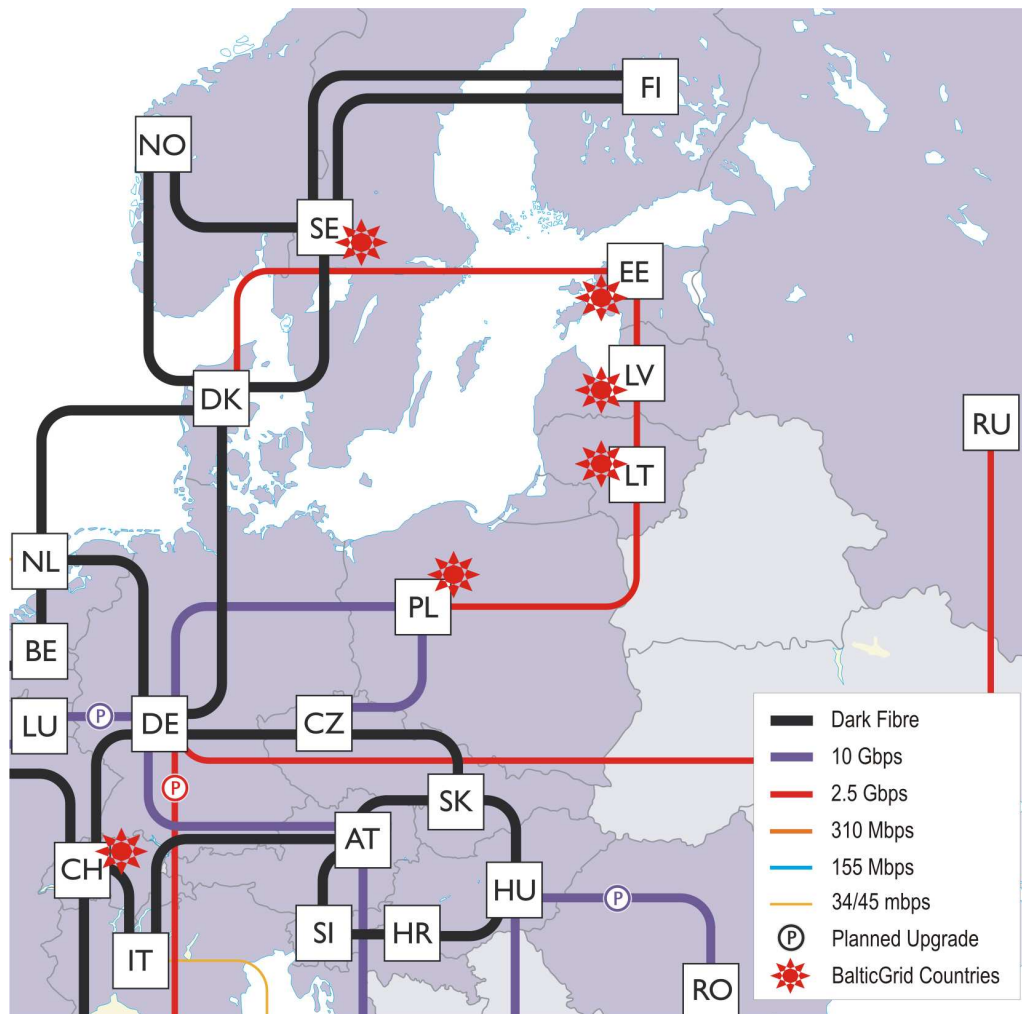 FI
NO
SE
EE
LV
DK
RU
LT
NL
PL
BE
LU
P
DE
CZ
P
SK
AT
CH
HU
P
SI
HR
IT
RO
Dark Fibre
10 Gbps
2.5 Gbps
310 Mbps
155 Mbps
34/45 mbps
P
Planned Upgrade
BalticGrid Countries